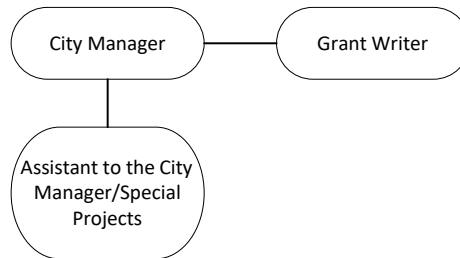 City Manager
Grant Writer
Assistant to the City
Manager/Special
Projects